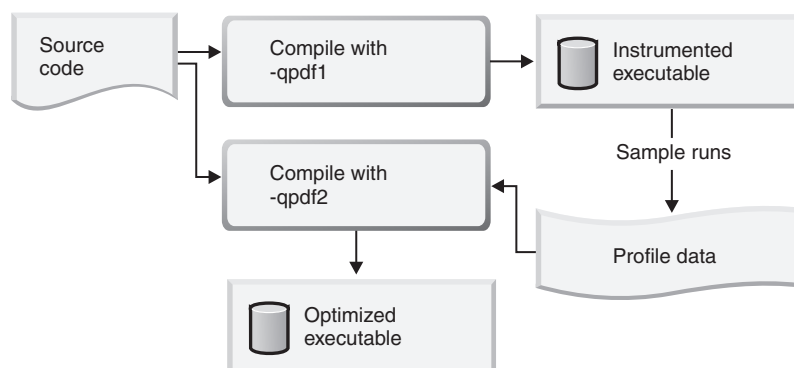 Source
code
Compile with
-qpdf1
Instrumented
executable
Sample runs
Compile with
-qpdf2
Profile data
Optimized
executable